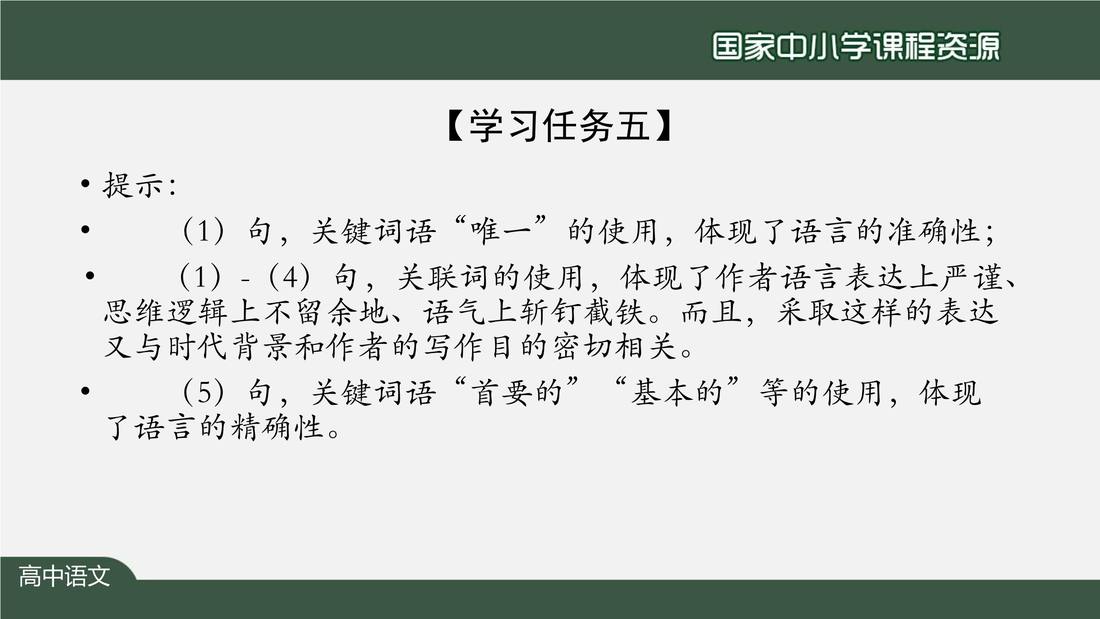 国家中小学课程资源
【学习任务五】
• 提示：
• （1）句，关键词语“唯一”的使用，体现了语言的准确性；
• （1）-（4）句，关联词的使用，体现了作者语言表达上严谨、
思维逻辑上不留余地、语气上斩钉截铁。而且，采取这样的表达
又与时代背景和作者的写作目的密切相关。
• （5）句，关键词语“首要的” “基本的”等的使用，体现
了语言的精确性。
高中语文